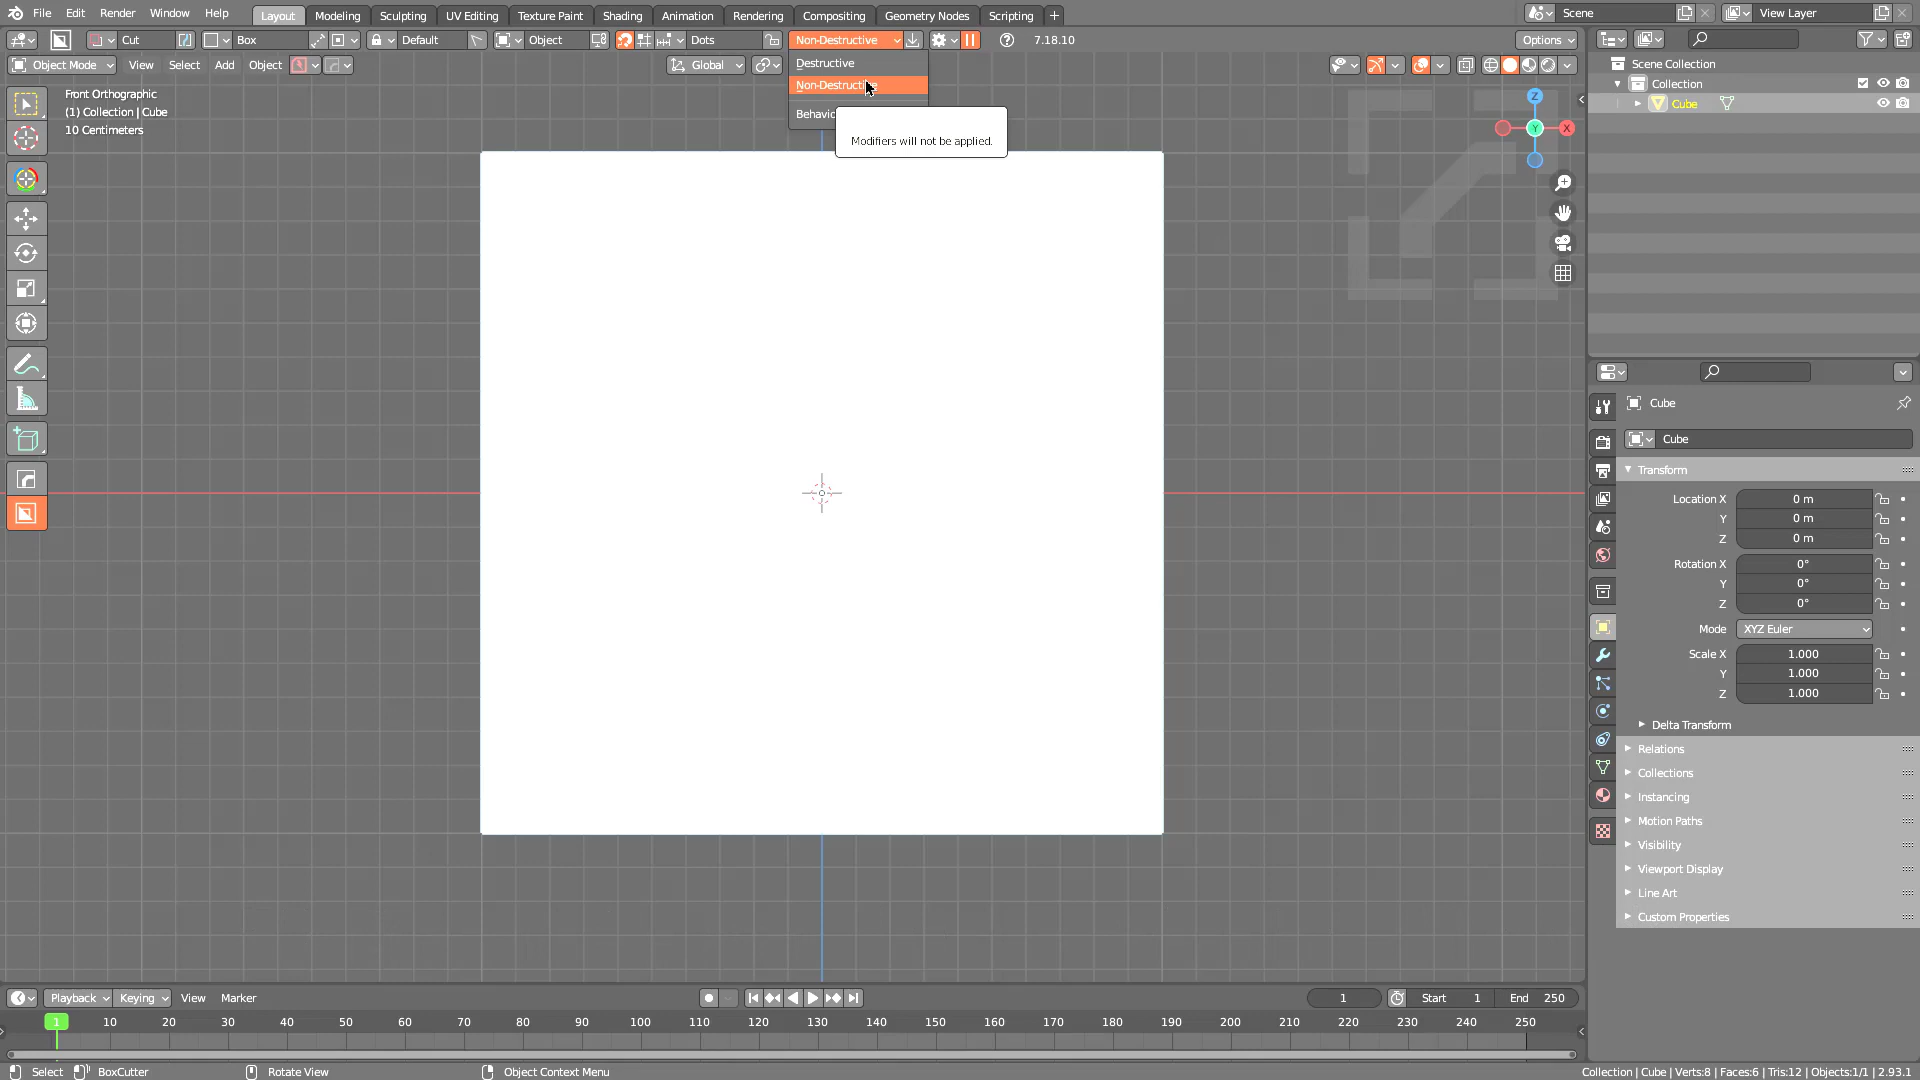 File Edit Render Window Help Layout Modeling Sculpting UV Editing Texture Paint Shading Animation Rendering Compositing Geometry Nodes Scripting + Scene View Layer
Cut Box Default Object Dots Non-Destructive 7.18.10 Options
Object Mode View Select Add Object Global
Destructive
Non-Destructive
Modifiers will not be applied.
Front Orthographic
(1) Collection | Cube
10 Centimeters
Z
Y
X
Scene Collection
Collection
Cube
Cube
Cube
Transform
Location X 0 m
Y 0 m
Z 0 m
Rotation X 0°
Y 0°
Z 0°
Mode XYZ Euler
Scale X 1.000
Y 1.000
Z 1.000
Delta Transform
Relations
Collections
Instancing
Motion Paths
Visibility
Viewport Display
Line Art
Custom Properties
Playback Keying View Marker 1 Start 1 End 250
1 10 20 30 40 50 60 70 80 90 100 110 120 130 140 150 160 170 180 190 200 210 220 230 240 250
Select BoxCutter Rotate View Object Context Menu Collection | Cube | Verts:8 | Faces:6 | Tris:12 | Objects:1/1 | 2.93.1